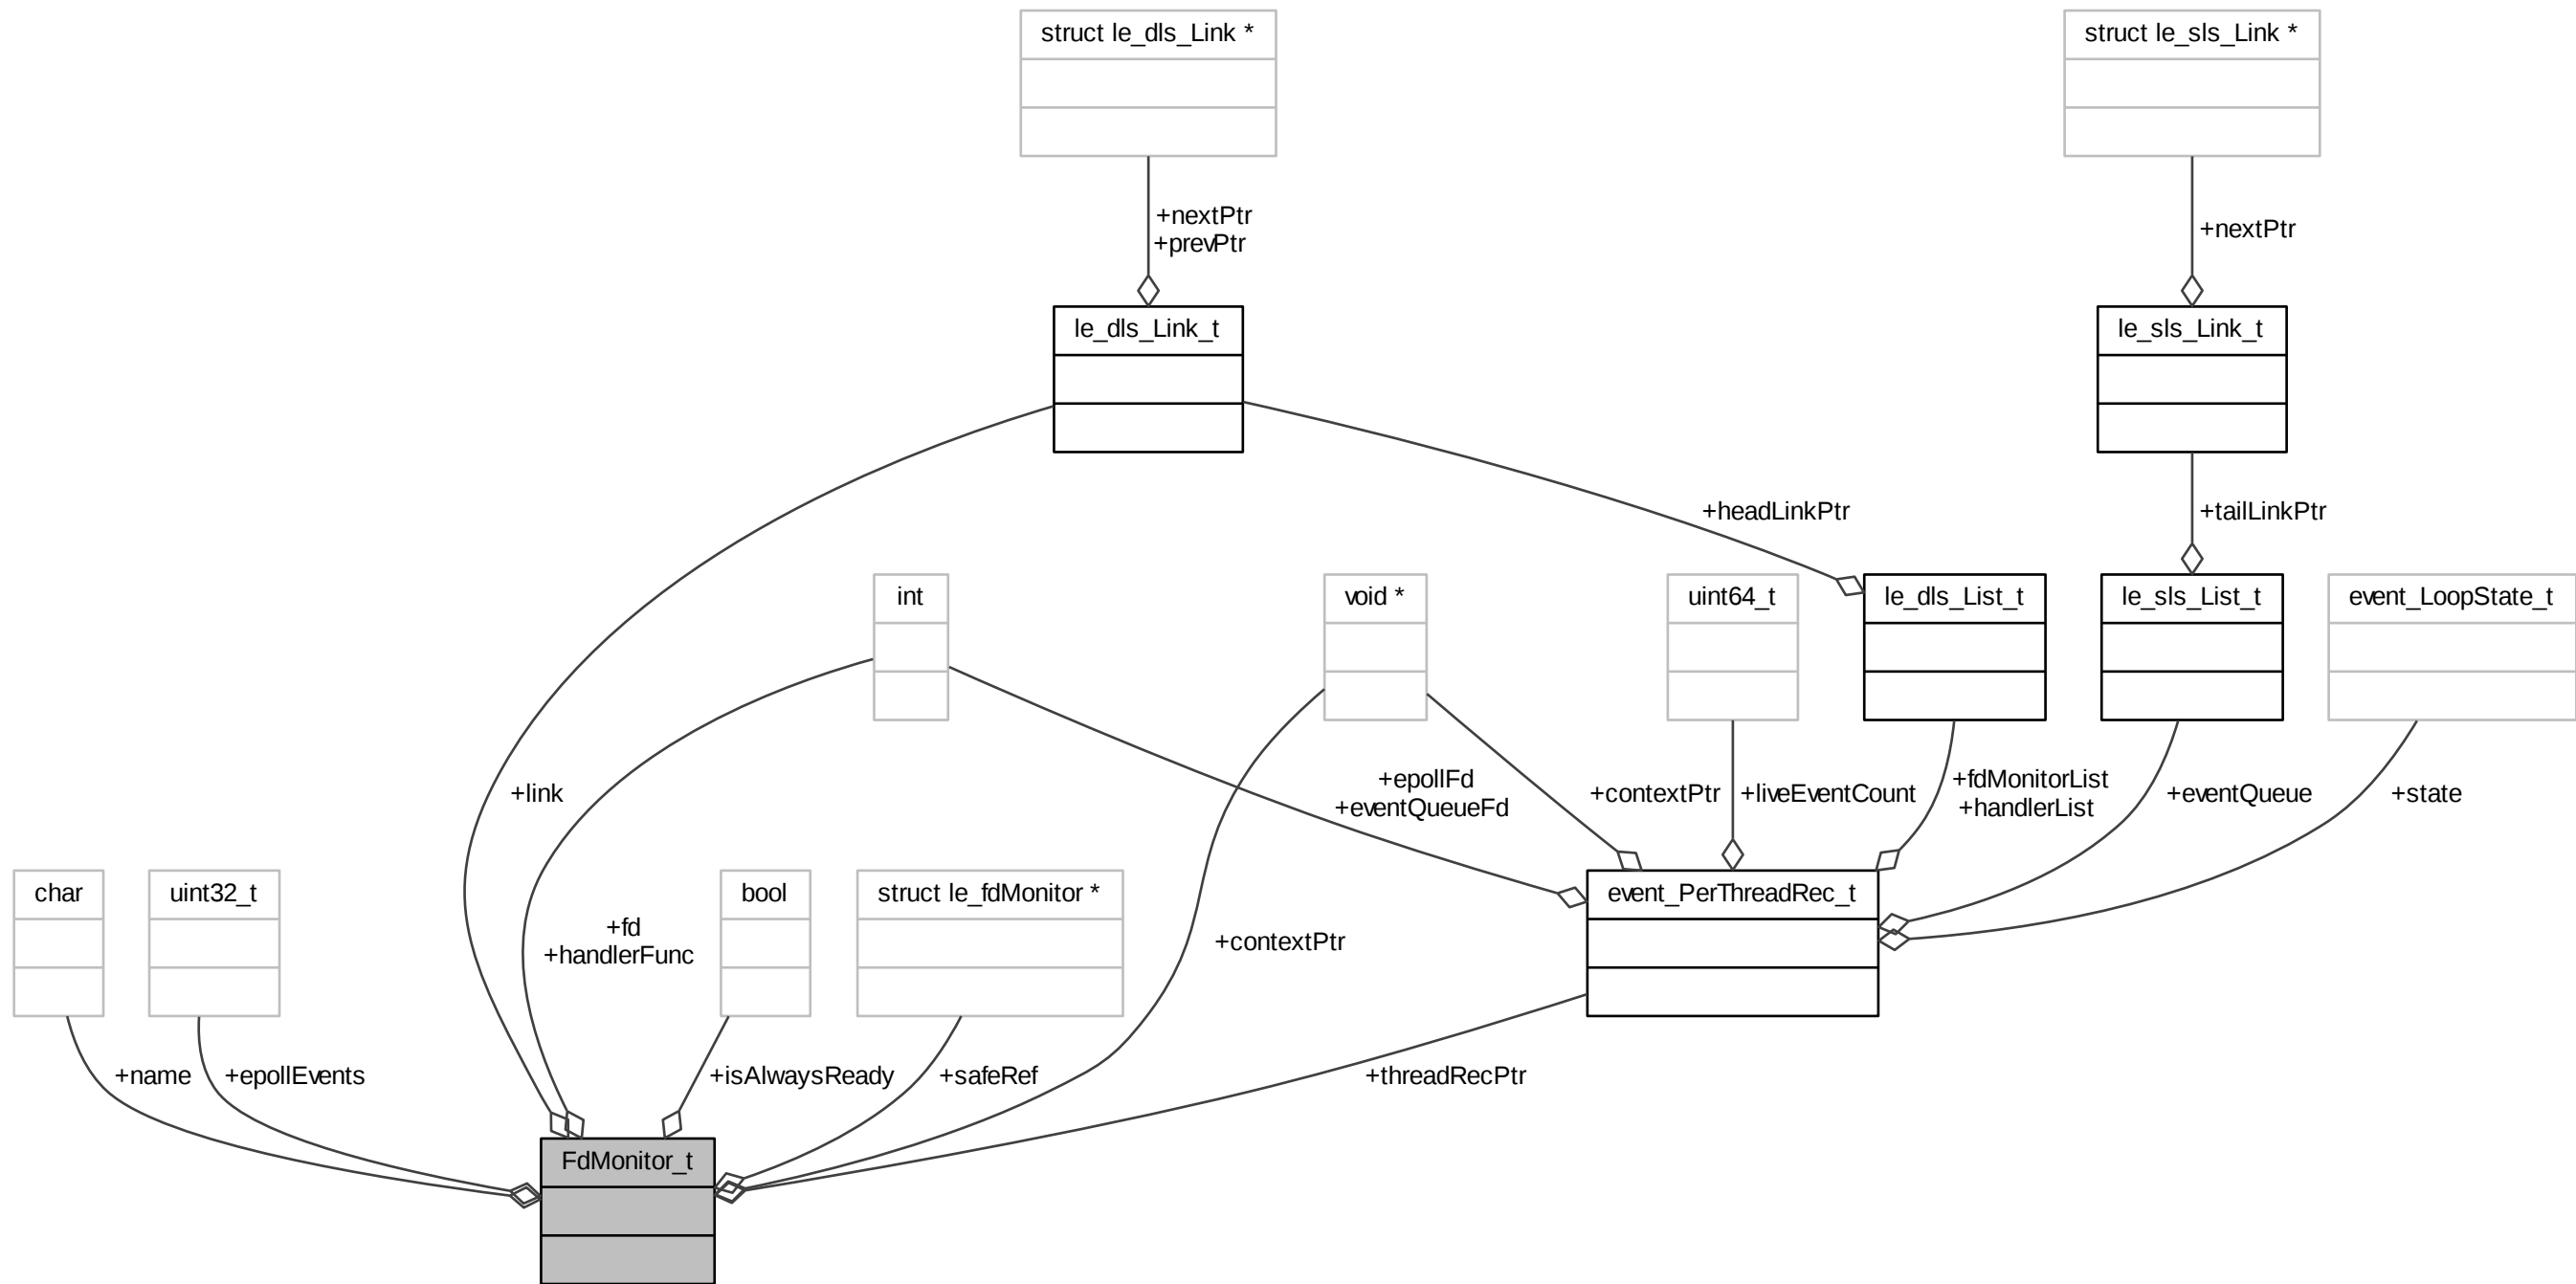 struct le_dls_Link *
struct le_sls_Link *
+nextPtr
+prevPtr
+nextPtr
le_dls_Link_t
le_sls_Link_t
+headLinkPtr
+tailLinkPtr
int
void *
uint64_t
le_dls_List_t
le_sls_List_t
event_LoopState_t
+link
+epollFd
+eventQueueFd
+contextPtr
+liveEventCount
+fdMonitorList
+handlerList
+eventQueue
+state
char
uint32_t
+fd
+handlerFunc
bool
struct le_fdMonitor *
+contextPtr
event_PerThreadRec_t
+name
+epollEvents
+isAlwaysReady
+safeRef
+threadRecPtr
FdMonitor_t